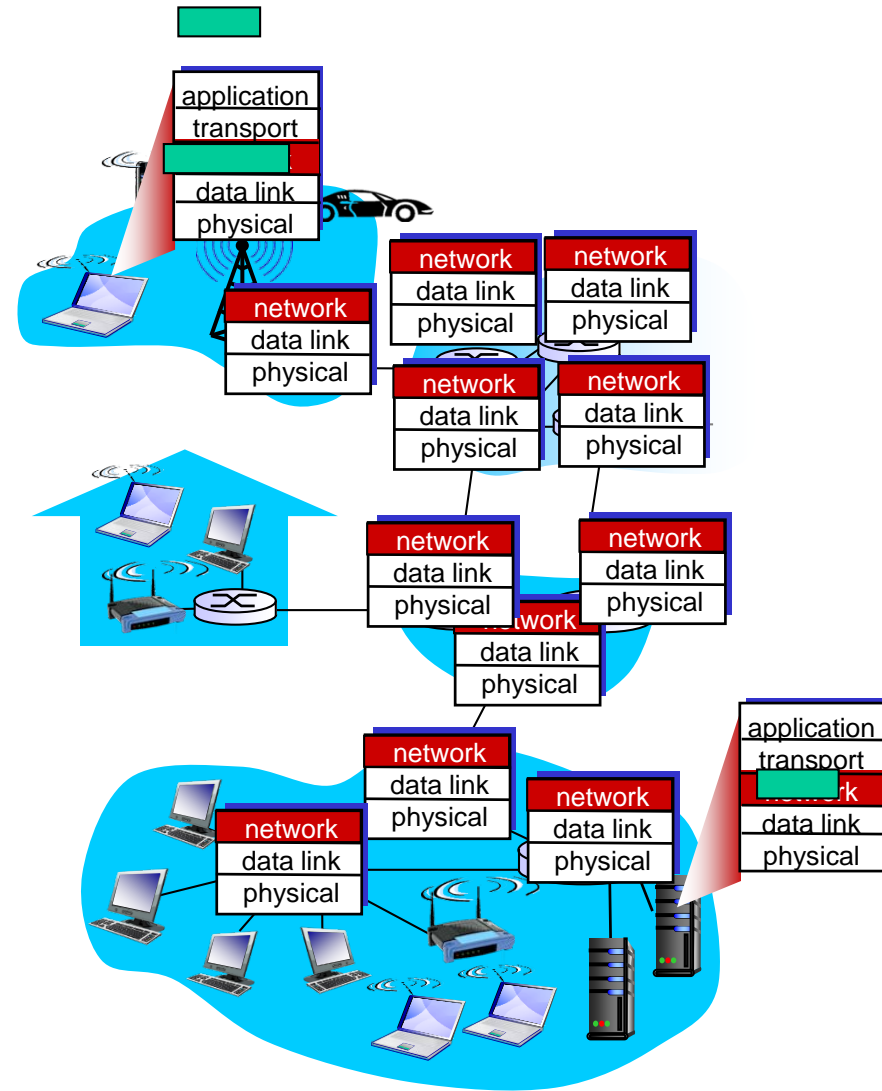 application
transport
data link
physical
network
data link
physical
network
data link
physical
network
data link
physical
network
data link
physical
network
data link
physical
network
data link
physical
network
data link
physical
network
data link
physical
application
transport
data link
physical
network
data link
physical
network
data link
physical
network
data link
physical